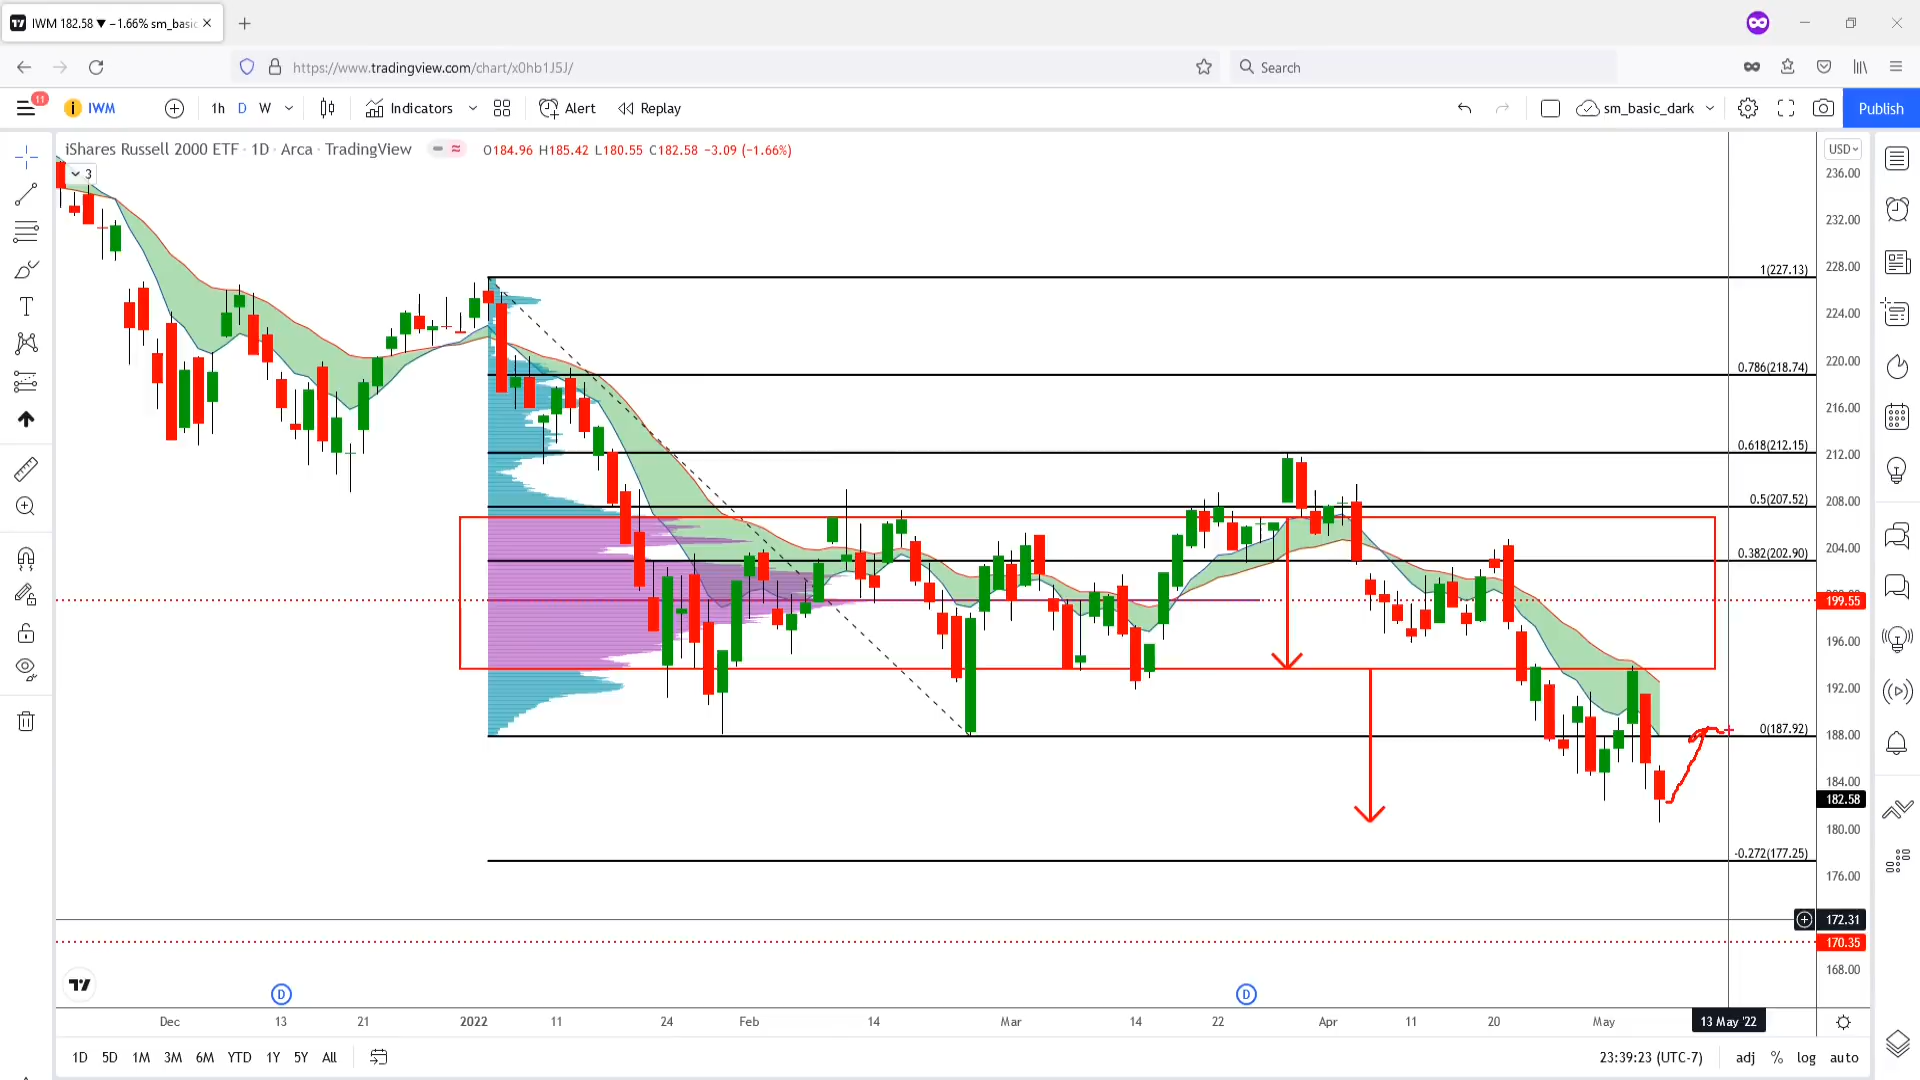 IWM 182.58 ▼ −1.66% sm_basic
https://www.tradingview.com/chart/x0hb1J5J/
Search
11
IWM
1h D W
Indicators
Alert
Replay
sm_basic_dark
Publish
iShares Russell 2000 ETF · 1D · Arca · TradingView
O184.96 H185.42 L180.55 C182.58 −3.09 (−1.66%)
USD
3
236.00
232.00
1(227.13)
228.00
224.00
0.786(218.74)
220.00
216.00
0.618(212.15)
212.00
0.5(207.52)
208.00
0.382(202.90)
204.00
199.55
196.00
192.00
0(187.92)
188.00
184.00
182.58
180.00
-0.272(177.25)
176.00
172.31
170.35
168.00
D D
Dec 13 21 2022 11 24 Feb 14 Mar 14 22 Apr 11 20 May 13 May '22
1D 5D 1M 3M 6M YTD 1Y 5Y All
23:39:23 (UTC-7)
adj % log auto